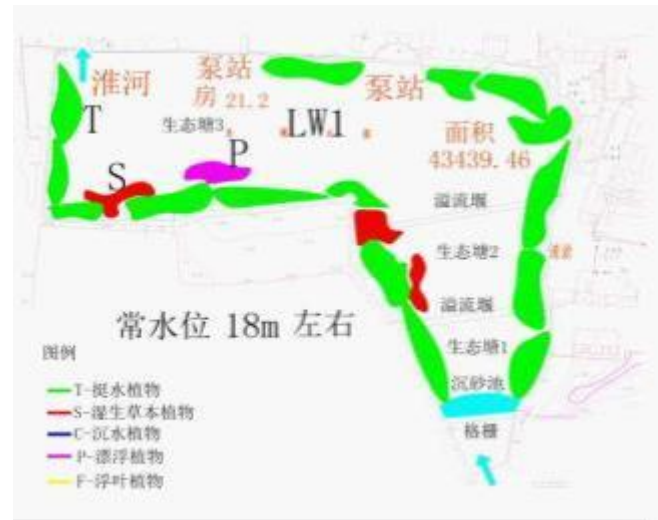 淮河
泵站
房 21.2
泵站
T
生态塘3
LW1
面积
43439.46
P
S
溢流堰
生态塘2
溢流堰
常水位 18m 左右
生态塘1
沉砂池
格栅
图例
T-挺水植物
S-湿生草本植物
C-沉水植物
P-漂浮植物
F-浮叶植物